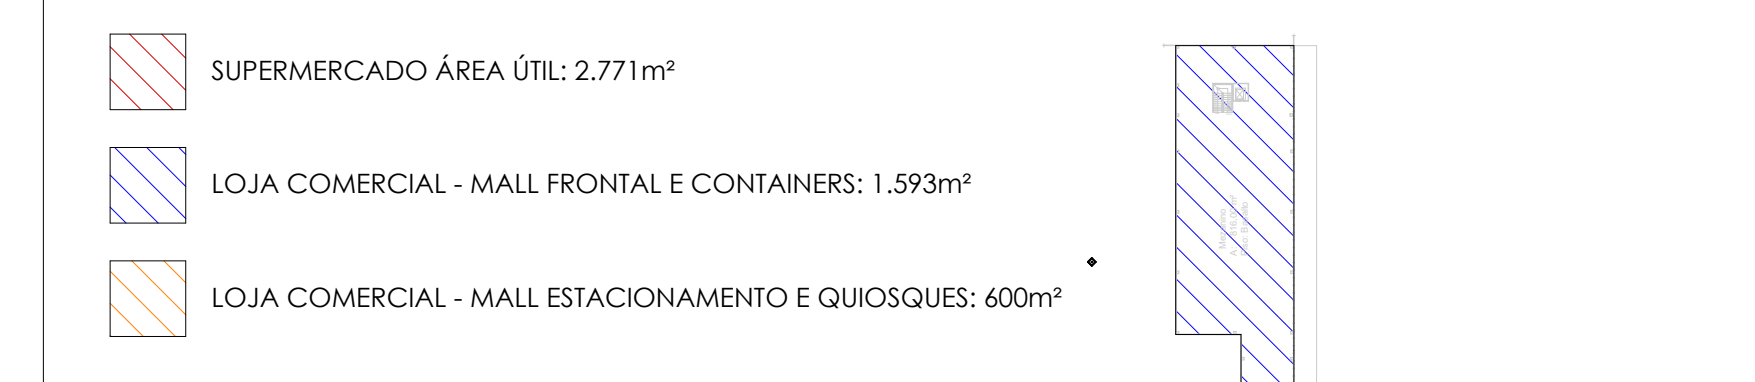 SUPERMERCADO ÁREA ÚTIL: 2.771m²
LOJA COMERCIAL - MALL FRONTAL E CONTAINERS: 1.593m²
LOJA COMERCIAL - MALL ESTACIONAMENTO E QUIOSQUES: 600m²